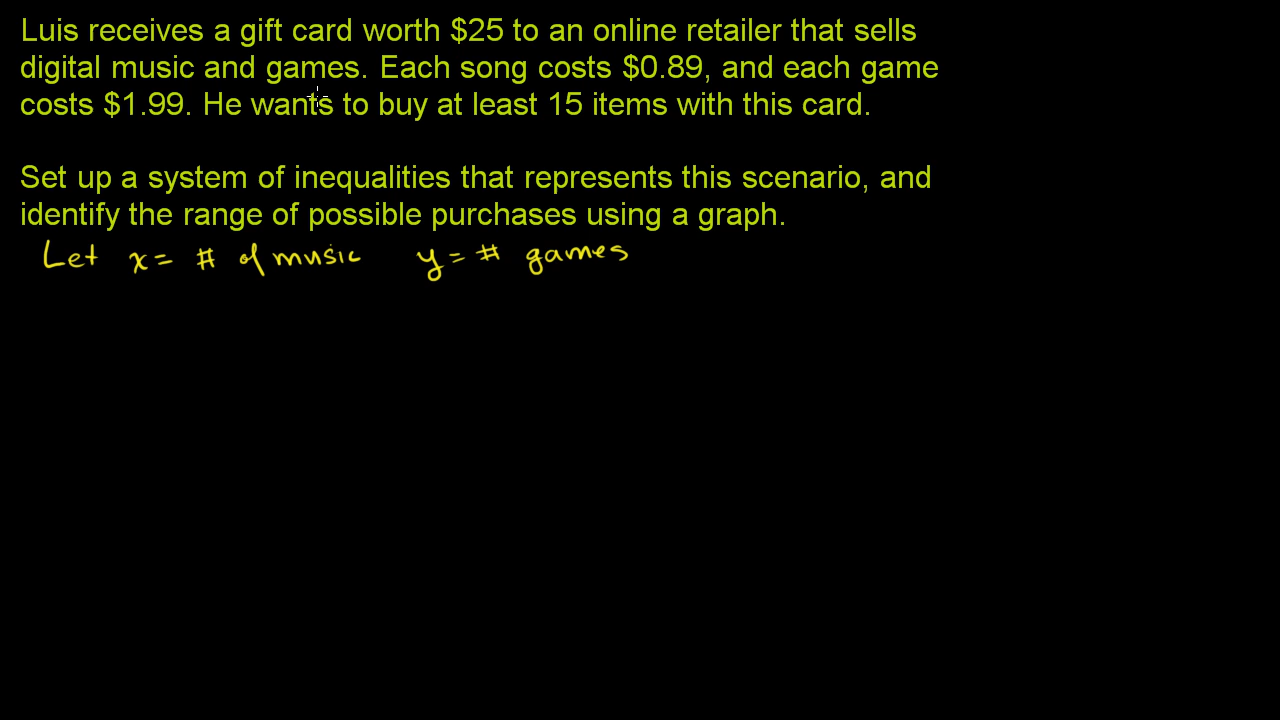 Luis receives a gift card worth $25 to an online retailer that sells
digital music and games. Each song costs $0.89, and each game
costs $1.99. He wants to buy at least 15 items with this card.
Set up a system of inequalities that represents this scenario, and
identify the range of possible purchases using a graph.
Let x = # of music y = # games